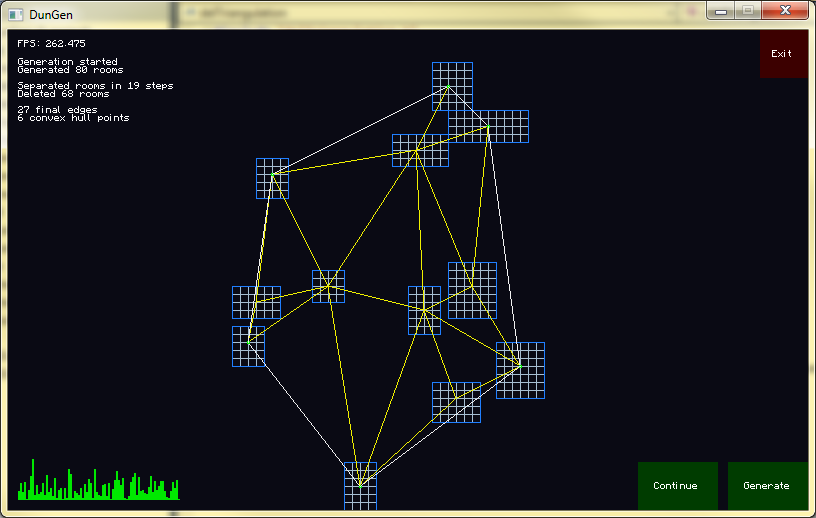 DunGen
FPS: 262.475
Generation started
Generated 80 rooms
Separated rooms in 19 steps
Deleted 68 rooms
27 final edges
6 convex hull points
Exit
Continue
Generate